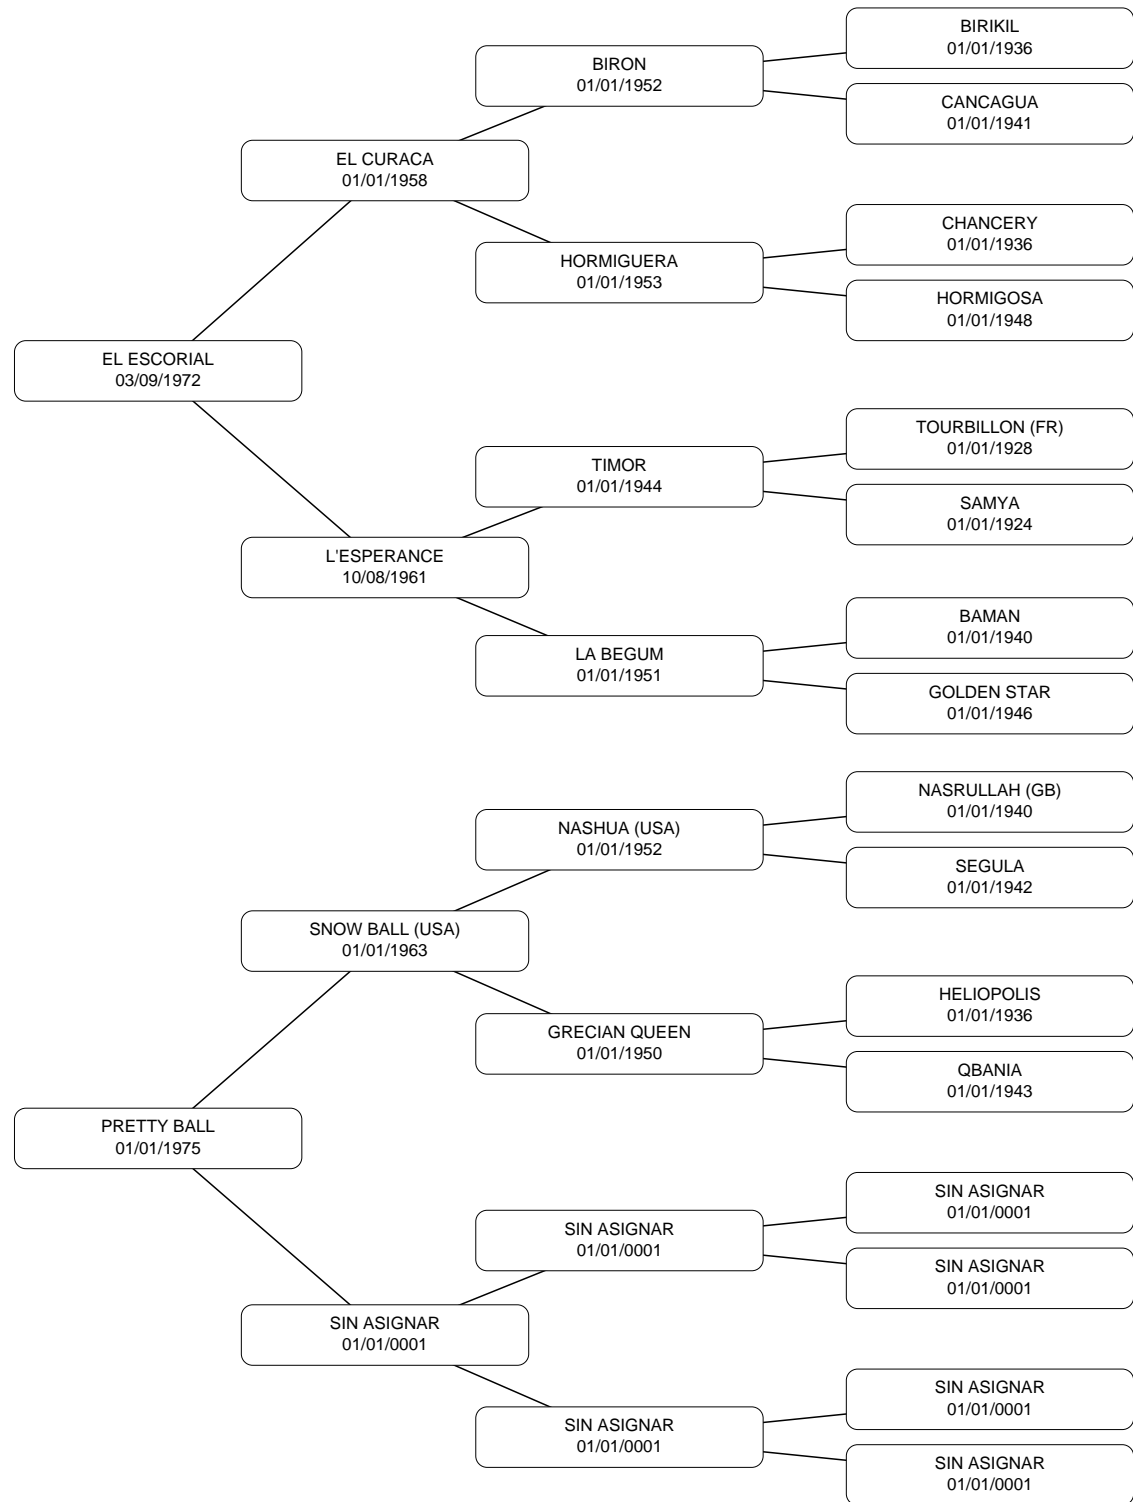 BIRIKIL
01/01/1936
BIRON
01/01/1952
CANCAGUA
01/01/1941
EL CURACA
01/01/1958
CHANCERY
01/01/1936
HORMIGUERA
01/01/1953
HORMIGOSA
01/01/1948
EL ESCORIAL
03/09/1972
TOURBILLON (FR)
01/01/1928
TIMOR
01/01/1944
SAMYA
01/01/1924
L'ESPERANCE
10/08/1961
BAMAN
01/01/1940
LA BEGUM
01/01/1951
GOLDEN STAR
01/01/1946
NASRULLAH (GB)
01/01/1940
NASHUA (USA)
01/01/1952
SEGULA
01/01/1942
SNOW BALL (USA)
01/01/1963
HELIOPOLIS
01/01/1936
GRECIAN QUEEN
01/01/1950
QBANIA
01/01/1943
PRETTY BALL
01/01/1975
SIN ASIGNAR
01/01/0001
SIN ASIGNAR
01/01/0001
SIN ASIGNAR
01/01/0001
SIN ASIGNAR
01/01/0001
SIN ASIGNAR
01/01/0001
SIN ASIGNAR
01/01/0001
SIN ASIGNAR
01/01/0001